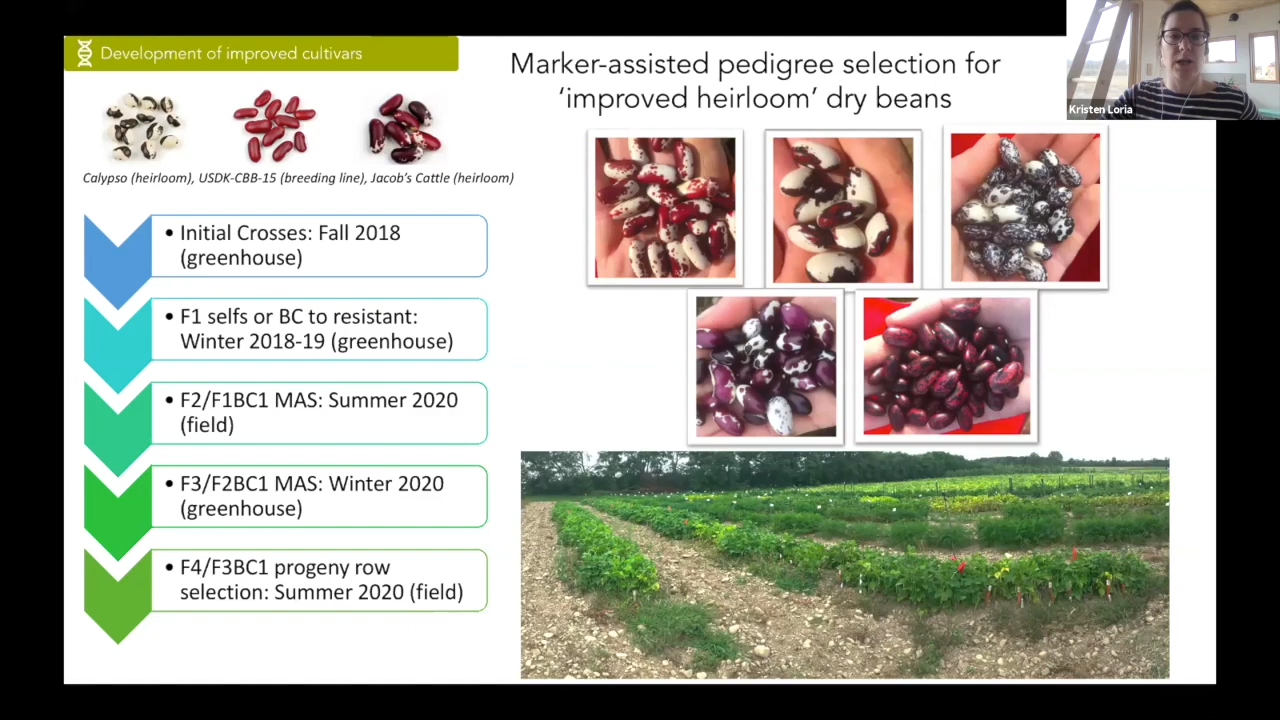 Development of improved cultivars
Marker-assisted pedigree selection for
‘improved heirloom’ dry beans
Kristen Loria
Calypso (heirloom), USDK-CBB-15 (breeding line), Jacob's Cattle (heirloom)
• Initial Crosses: Fall 2018
(greenhouse)
• F1 selfs or BC to resistant:
Winter 2018-19 (greenhouse)
• F2/F1BC1 MAS: Summer 2020
(field)
• F3/F2BC1 MAS: Winter 2020
(greenhouse)
• F4/F3BC1 progeny row
selection: Summer 2020 (field)